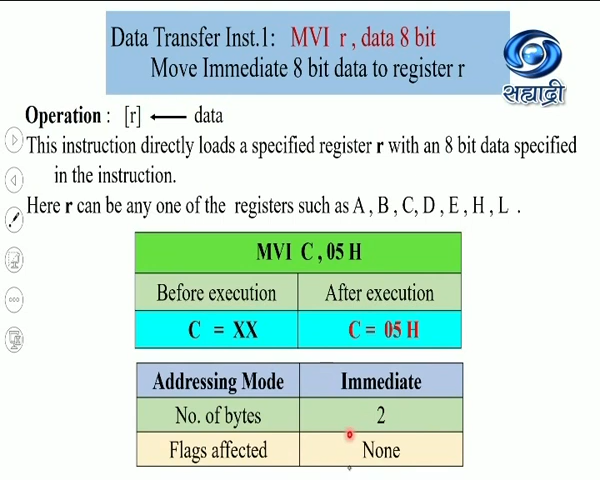 Data Transfer Inst.1: MVI r , data 8 bit
Move Immediate 8 bit data to register r
सह्याद्री
Operation : [r] ⟵ data
This instruction directly loads a specified register r with an 8 bit data specified
in the instruction.
Here r can be any one of the registers such as A , B , C, D , E , H , L .
MVI C , 05 H
Before execution After execution
C = XX C = 05 H
Addressing Mode Immediate
No. of bytes 2
Flags affected None